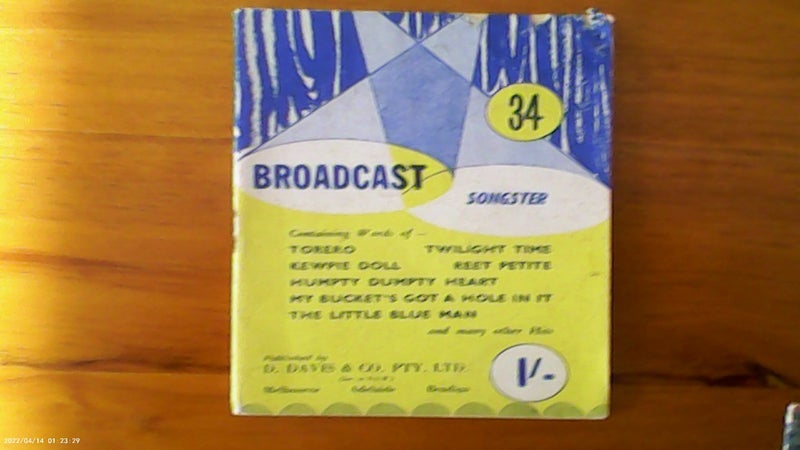 34
BROADCAST
SONGSTER
Containing Words of –
TORERO TWILIGHT TIME
KEWPIE DOLL REET PETITE
HUMPTY DUMPTY HEART
MY BUCKET'S GOT A HOLE IN IT
THE LITTLE BLUE MAN
and many other Hits
Published by
D. DAVIS & CO. PTY. LTD.
Melbourne Adelaide Brisbane
1/-
2022/04/14 01:23:29